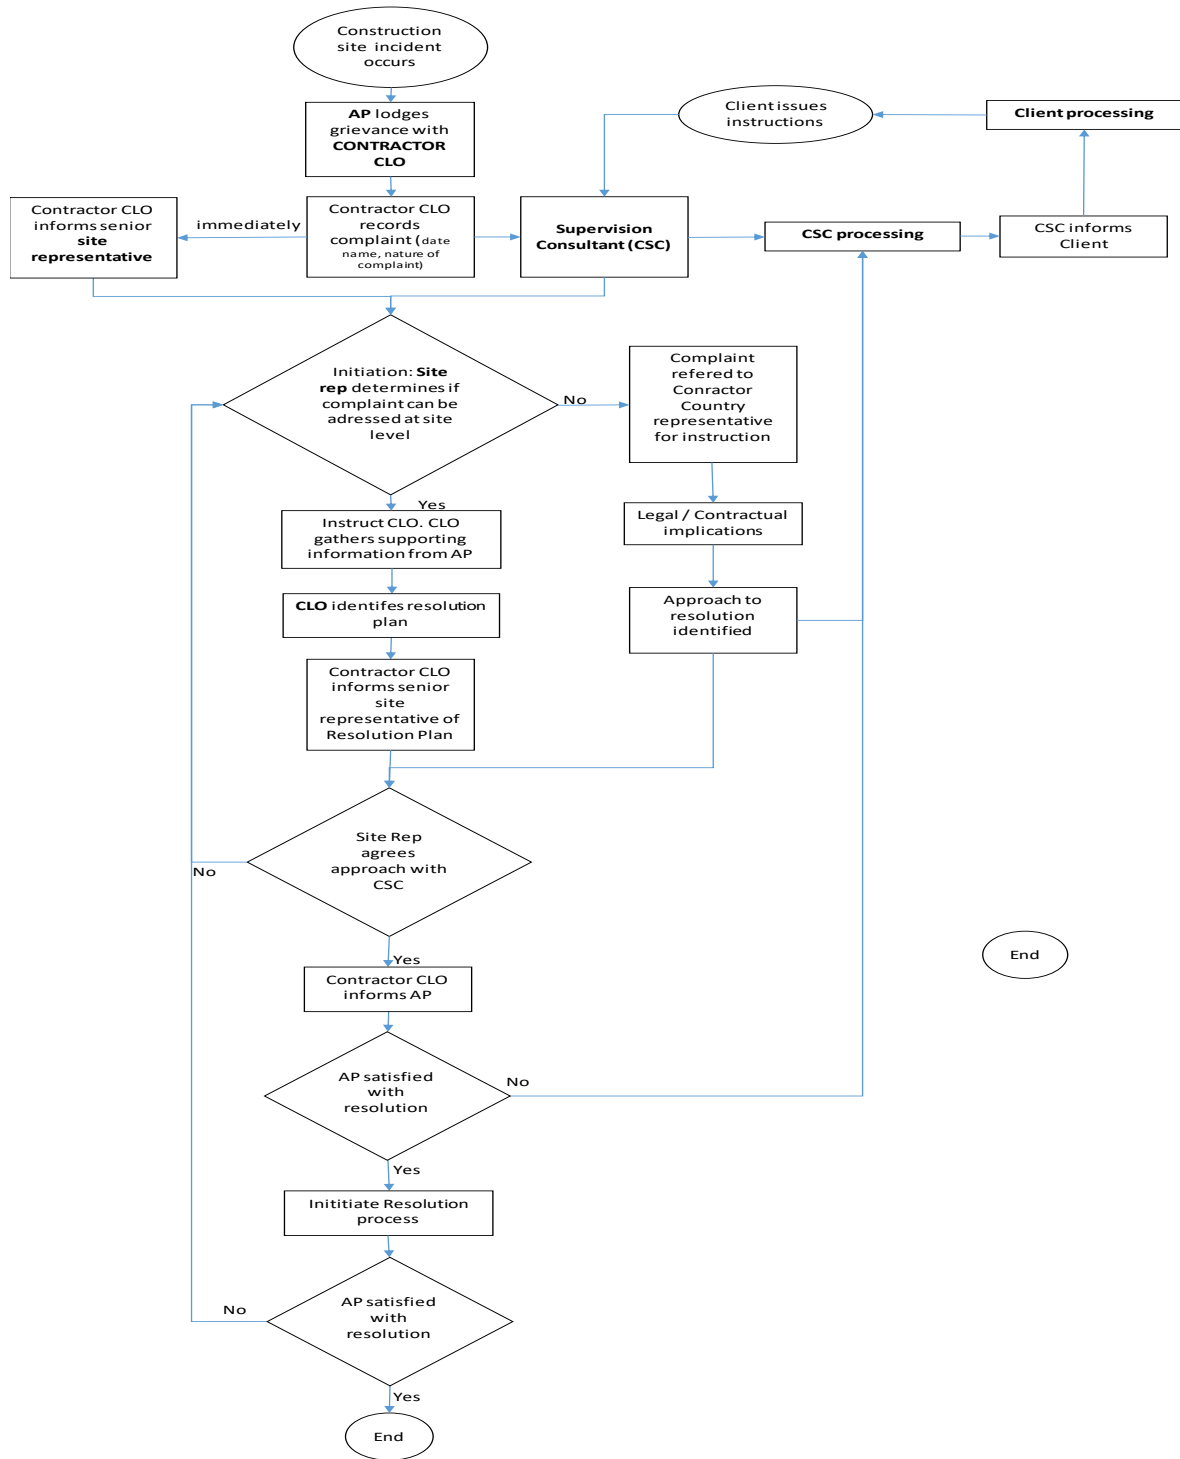 Construction
site incident
occurs
AP lodges
grievance with
CONTRACTOR
CLO
Client issues
instructions
Client processing
Contractor CLO
informs senior
site
representative
immediately
Contractor CLO
records
complaint (date
name, nature of
complaint)
Supervision
Consultant (CSC)
CSC processing
CSC informs
Client
Initiation: Site
rep determines if
complaint can be
adressed at site
level
No
Complaint
refered to
Conractor
Country
representative
for instruction
Yes
Instruct CLO. CLO
gathers supporting
information from AP
Legal / Contractual
implications
CLO identifes resolution
plan
Approach to
resolution
identified
Contractor CLO
informs senior
site
representative of
Resolution Plan
Site Rep
agrees
approach with
CSC
No
Yes
End
Contractor CLO
informs AP
AP satisfied
with
resolution
No
Yes
Inititiate Resolution
process
AP satisfied
with
resolution
No
Yes
End